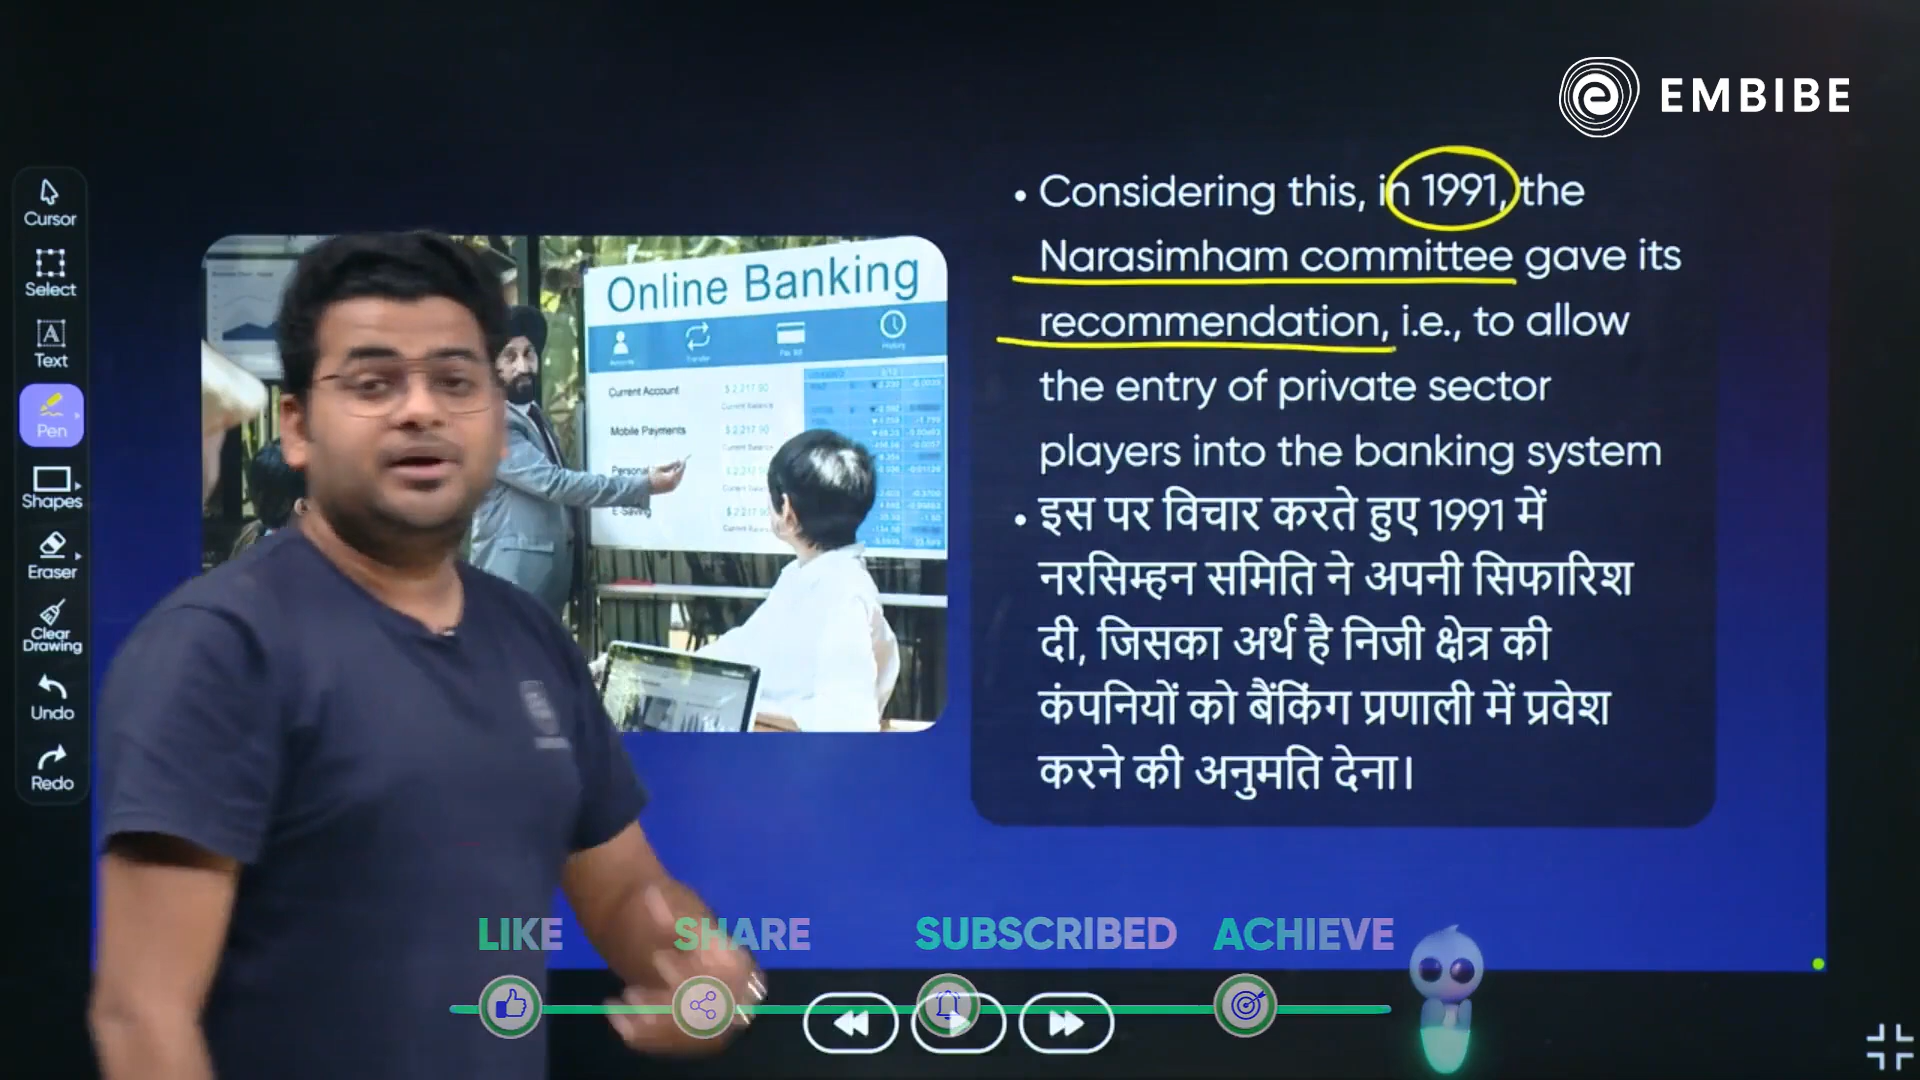 EMBIBE
Cursor
Select
Text
Pen
Shapes
Eraser
Clear
Drawing
Undo
Redo
Online Banking
Current Account
Mobile Payments
Personal
E-Saving
• Considering this, in 1991, the
Narasimham committee gave its
recommendation, i.e., to allow
the entry of private sector
players into the banking system
• इस पर विचार करते हुए 1991 में
नरसिम्हन समिति ने अपनी सिफारिश
दी, जिसका अर्थ है निजी क्षेत्र की
कंपनियों को बैंकिंग प्रणाली में प्रवेश
करने की अनुमति देना।
LIKE SHARE SUBSCRIBED ACHIEVE